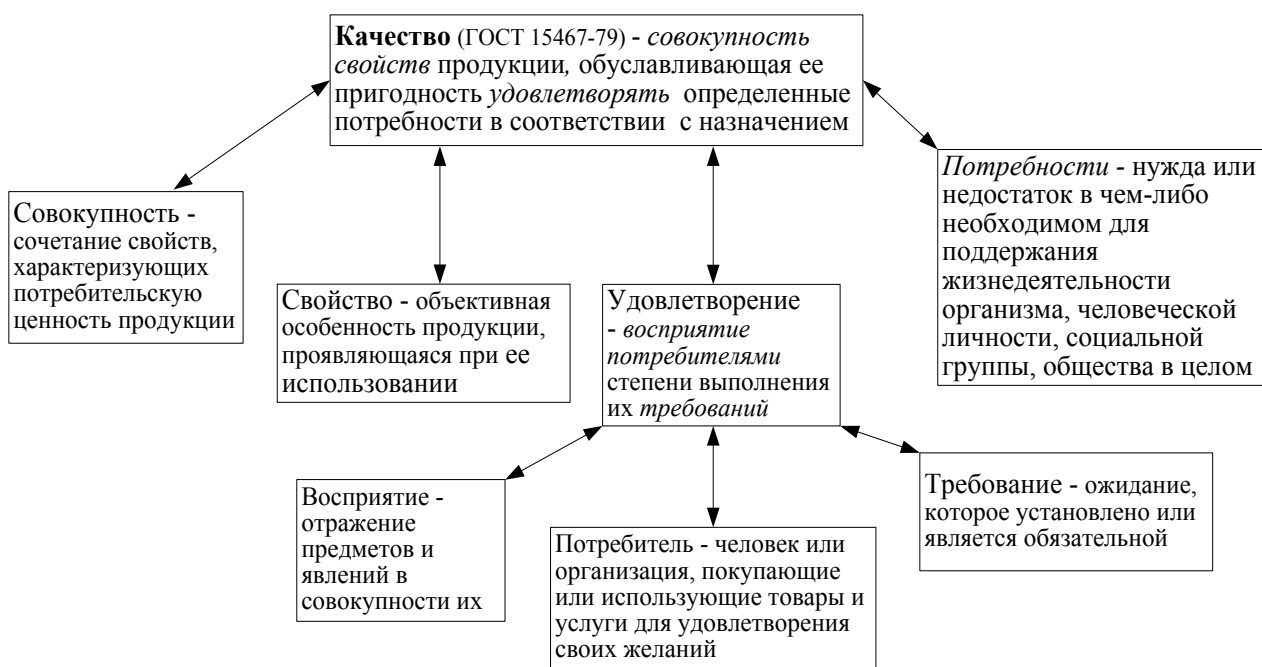 Качество (ГОСТ 15467-79) - совокупность
свойств продукции, обуславливающая ее
пригодность удовлетворять определенные
потребности в соответствии с назначением
Совокупность -
сочетание свойств,
характеризующих
потребительскую
ценность продукции
Свойство - объективная
особенность продукции,
проявляющаяся при ее
использовании
Удовлетворение
- восприятие
потребителями
степени выполнения
их требований
Потребности - нужда или
недостаток в чем-либо
необходимом для
поддержания
жизнедеятельности
организма, человеческой
личности, социальной
группы, общества в целом
Восприятие -
отражение
предметов и
явлений в
совокупности их
Потребитель - человек или
организация, покупающие
или использующие товары и
услуги для удовлетворения
своих желаний
Требование - ожидание,
которое установлено или
является обязательной